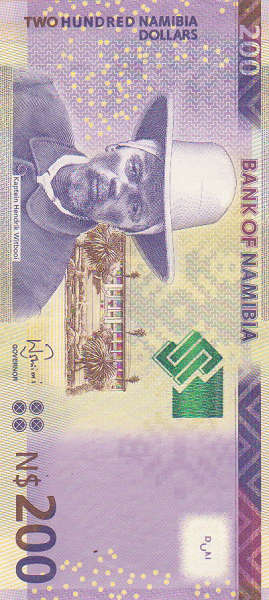 TWO HUNDRED NAMIBIA
DOLLARS
200
BANK OF NAMIBIA
Kaptein Hendrik Witbooi
GOVERNOR
N$200